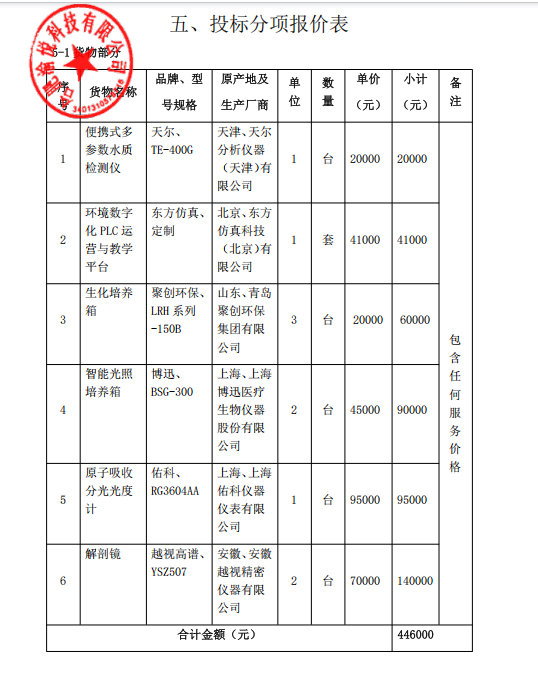 五、投标分项报价表
5-1 货物部分
序号 货物名称 品牌、型号规格 原产地及生产厂商 单位 数量 单价（元） 小计（元） 备注
1 便携式多参数水质检测仪 天尔、TE-400G 天津、天尔分析仪器（天津）有限公司 1 台 20000 20000
2 环境数字化 PLC 运营与教学平台 东方仿真、定制 北京、东方仿真科技（北京）有限公司 1 套 41000 41000
3 生化培养箱 聚创环保、LRH 系列-150B 山东、青岛聚创环保集团有限公司 3 台 20000 60000
4 智能光照培养箱 博迅、BSG-300 上海、上海博迅医疗生物仪器股份有限公司 2 台 45000 90000
5 原子吸收分光光度计 佑科、RG3604AA 上海、上海佑科仪器仪表有限公司 1 台 95000 95000
6 解剖镜 越视高谱、YSZ507 安徽、安徽越视精密仪器有限公司 2 台 70000 140000
包含任何服务价格
合计金额（元） 446000
科技有限公司